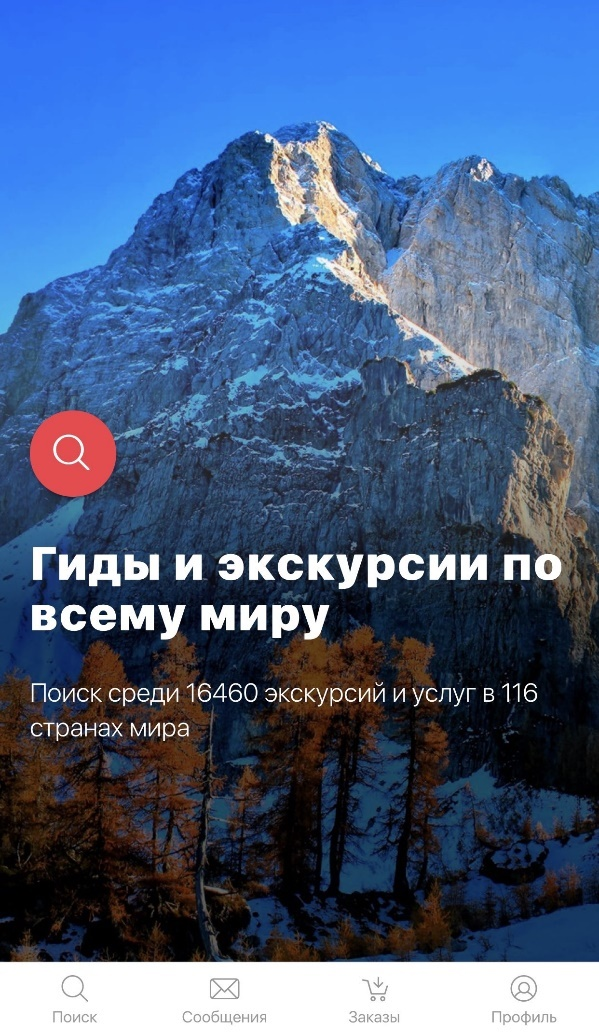 Гиды и экскурсии по
всему миру
Поиск среди 16460 экскурсий и услуг в 116
странах мира
Поиск
Сообщения
Заказы
Профиль